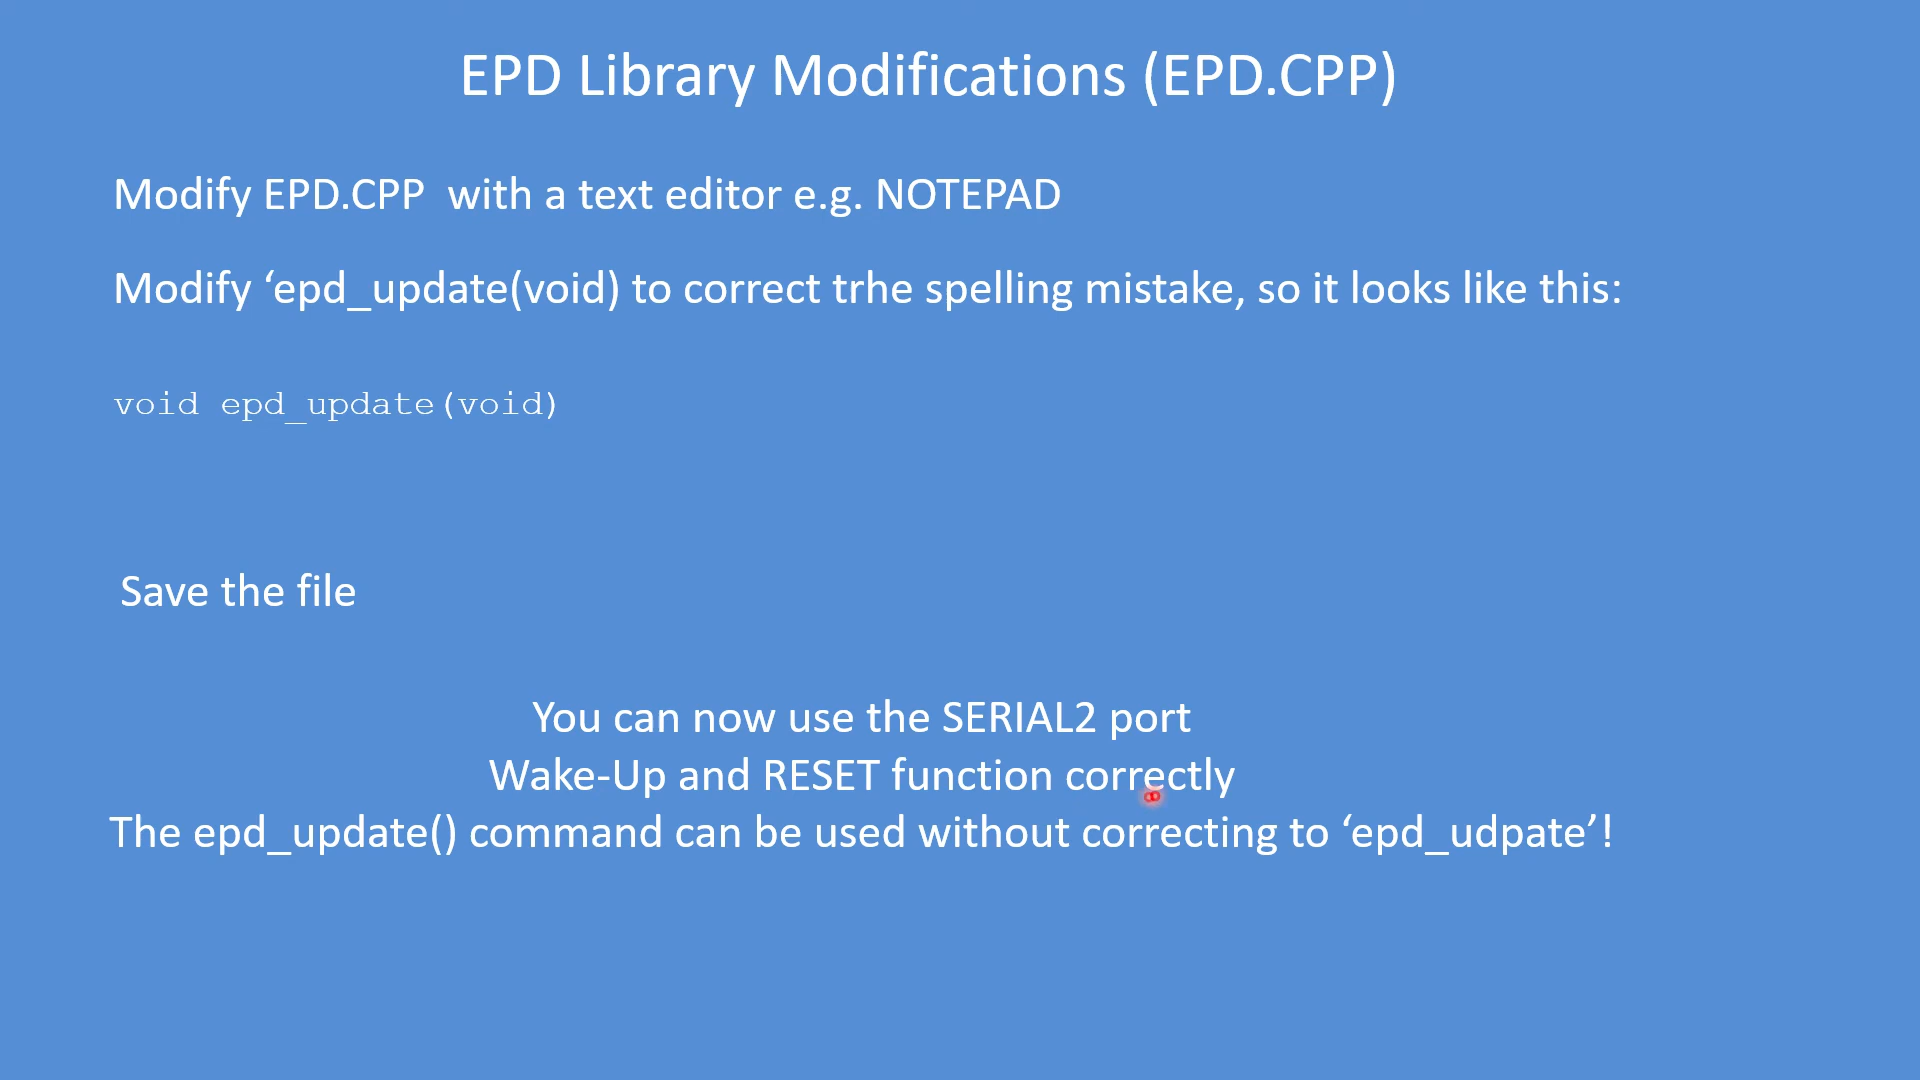 EPD Library Modifications (EPD.CPP)
Modify EPD.CPP  with a text editor e.g. NOTEPAD
Modify ‘epd_update(void) to correct trhe spelling mistake, so it looks like this:
void epd_update(void)
Save the file
You can now use the SERIAL2 port
Wake-Up and RESET function correctly
The epd_update() command can be used without correcting to ‘epd_udpate’!